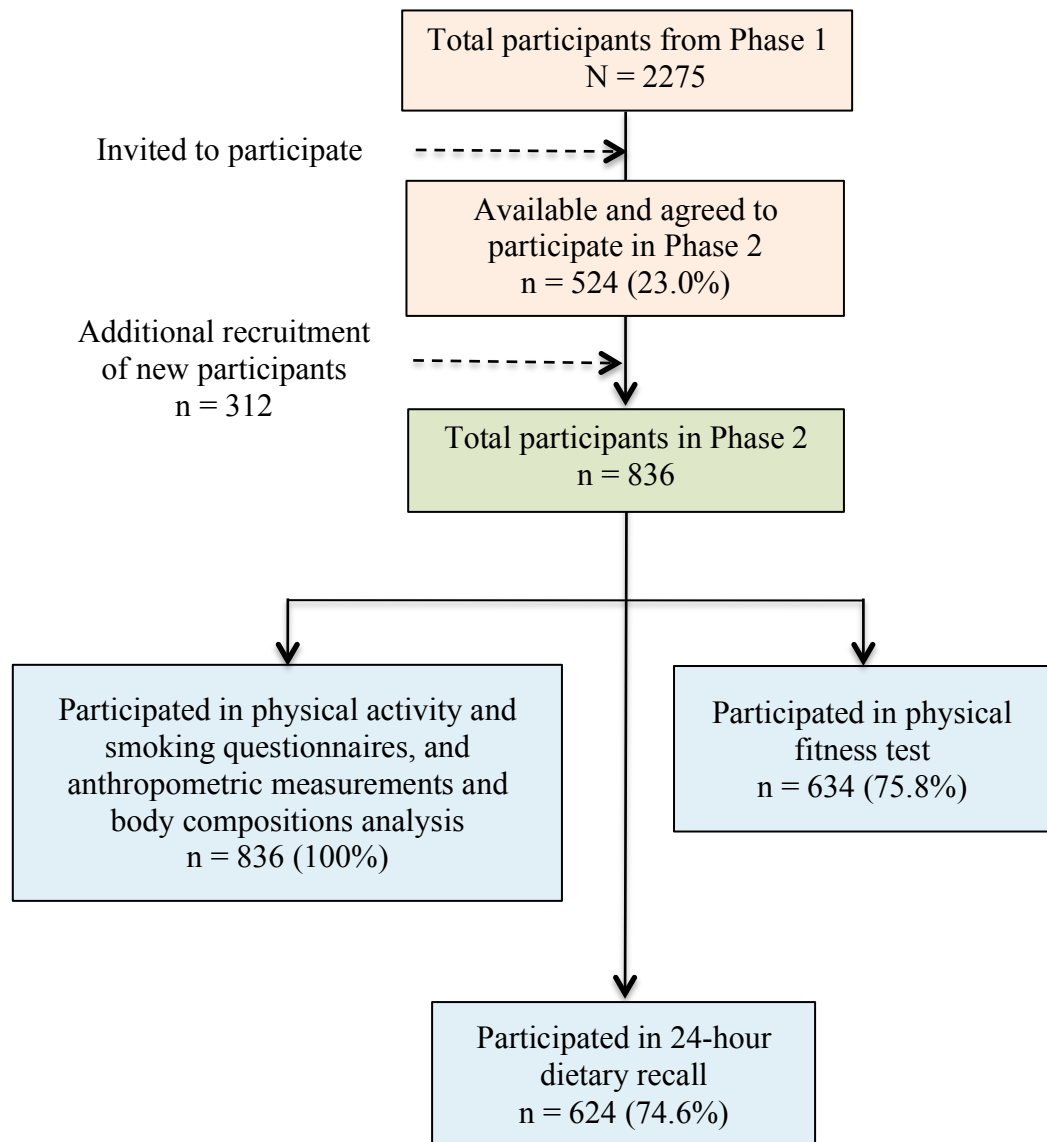 Total participants from Phase 1
N = 2275
Invited to participate
Available and agreed to
participate in Phase 2
n = 524 (23.0%)
Additional recruitment
of new participants
n = 312
Total participants in Phase 2
n = 836
Participated in physical activity and
smoking questionnaires, and
anthropometric measurements and
body compositions analysis
n = 836 (100%)
Participated in physical
fitness test
n = 634 (75.8%)
Participated in 24-hour
dietary recall
n = 624 (74.6%)